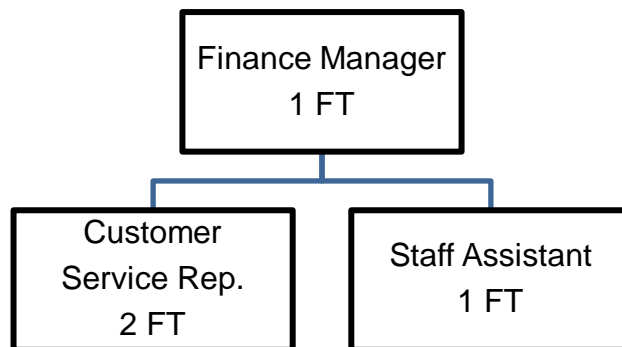 Finance Manager
1 FT
Customer
Service Rep.
2 FT
Staff Assistant
1 FT